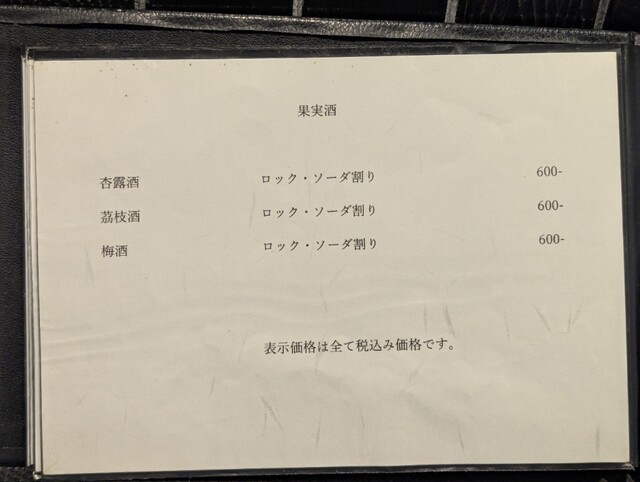 果実酒
杏露酒 ロック・ソーダ割り 600-
茘枝酒 ロック・ソーダ割り 600-
梅酒 ロック・ソーダ割り 600-
表示価格は全て税込み価格です。